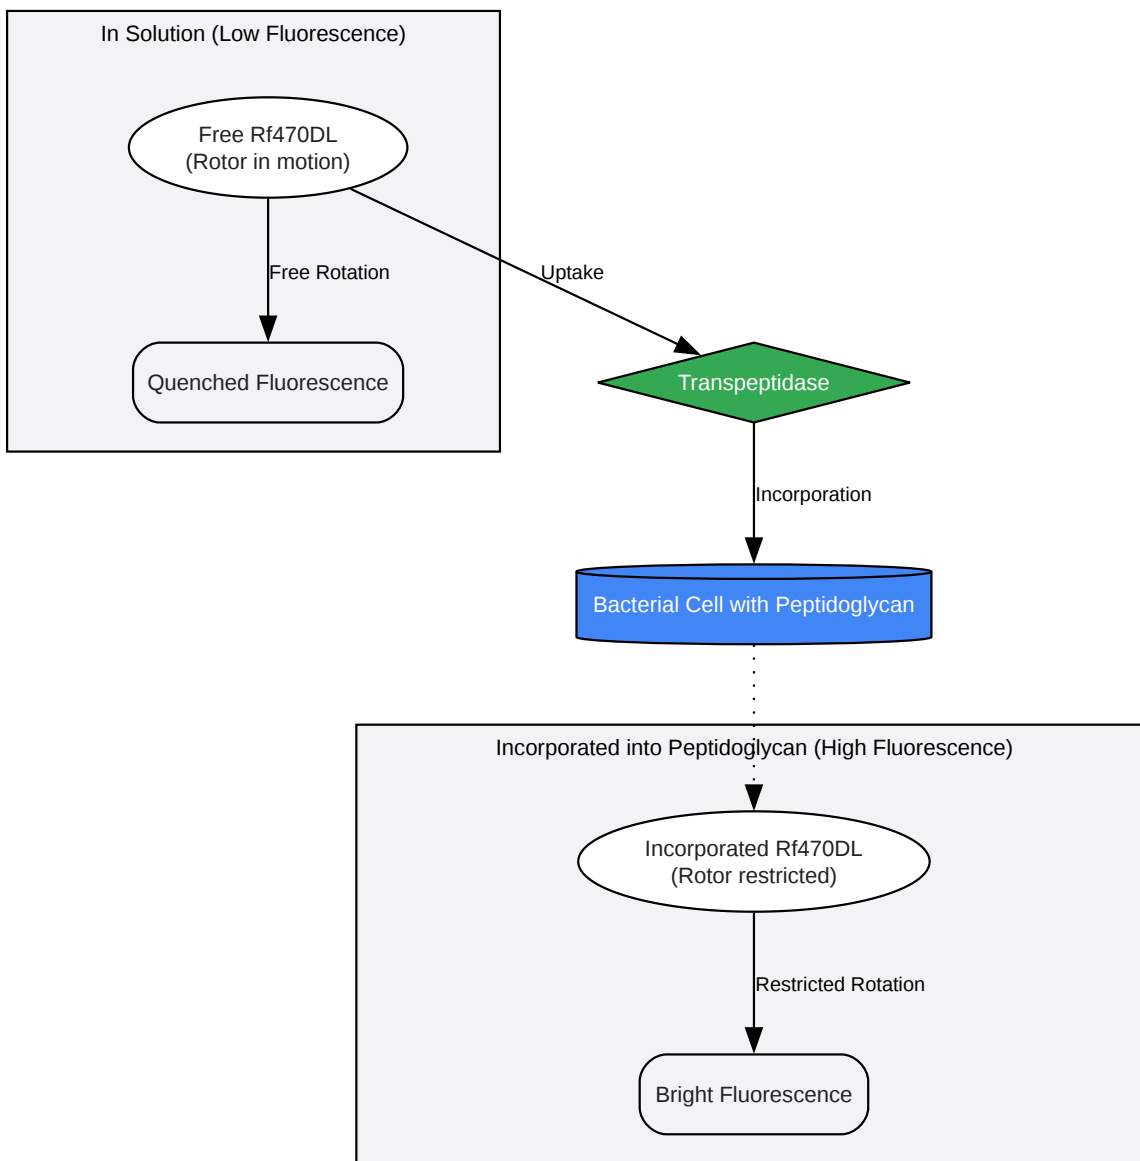 In Solution (Low Fluorescence)
Free Rf470DL
(Rotor in motion)
Free Rotation
Uptake
Quenched Fluorescence
Transpeptidase
Incorporation
Bacterial Cell with Peptidoglycan
Incorporated into Peptidoglycan (High Fluorescence)
Incorporated Rf470DL
(Rotor restricted)
Restricted Rotation
Bright Fluorescence